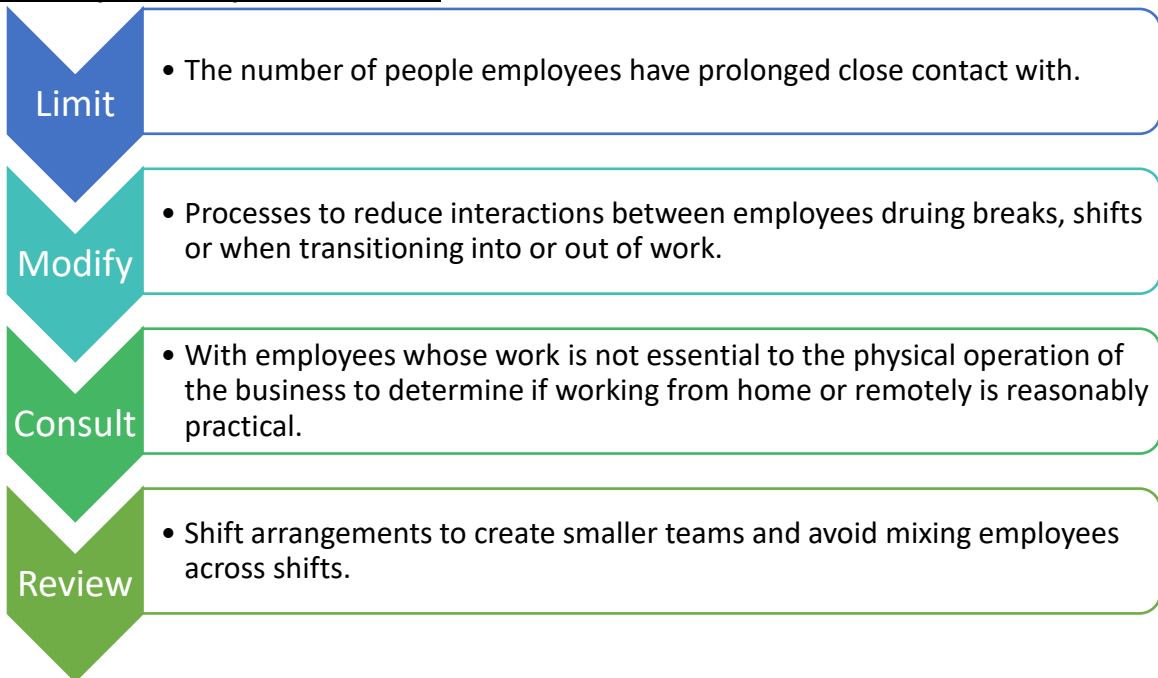 Limit
• The number of people employees have prolonged close contact with.
Modify
• Processes to reduce interactions between employees druing breaks, shifts
or when transitioning into or out of work.
Consult
• With employees whose work is not essential to the physical operation of
the business to determine if working from home or remotely is reasonably
practical.
Review
• Shift arrangements to create smaller teams and avoid mixing employees
across shifts.